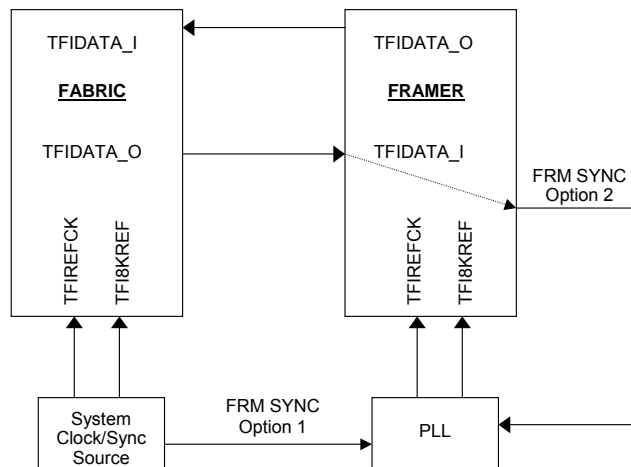 TFIDATA_I
TFIDATA_O
FABRIC
FRAMER
TFIDATA_O
TFIDATA_I
FRM SYNC
Option 2
TFIREFCK
TFI8KREF
TFIREFCK
TFI8KREF
FRM SYNC
Option 1
System
Clock/Sync
Source
PLL